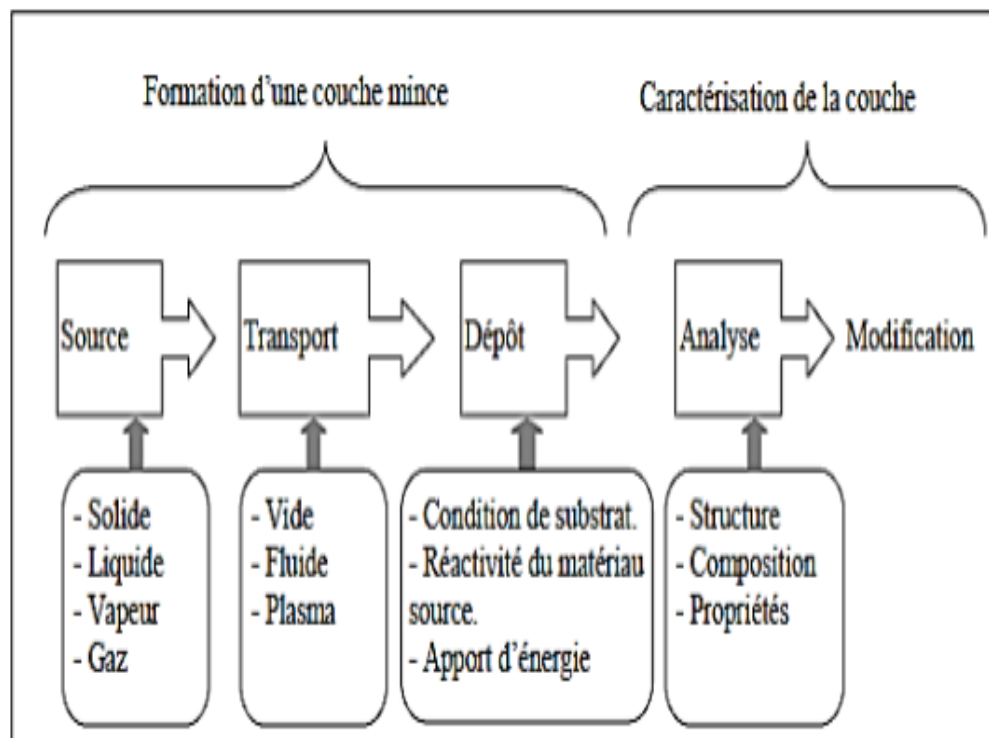 Formation d'une couche mince
Caractérisation de la couche
Source
Transport
Dépôt
Analyse
Modification
- Solide
- Liquide
- Vapeur
- Gaz
- Vide
- Fluide
- Plasma
- Condition de substrat.
- Réactivité du matériau
source.
- Apport d'énergie
- Structure
- Composition
- Propriétés